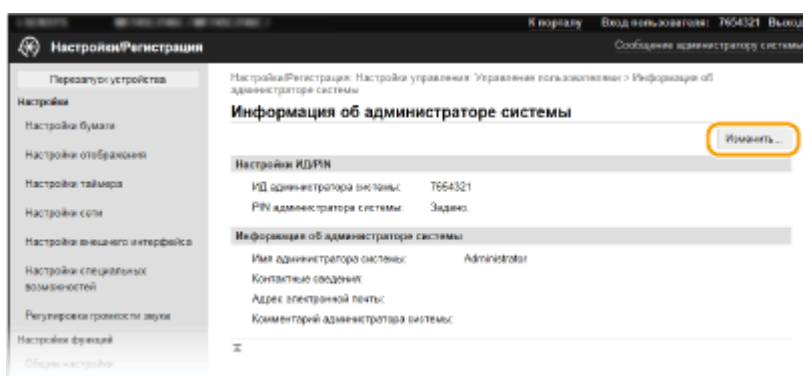 К порталу Вход пользователя: 7654321 Выход
Настройки/Регистрация
Сообщение администратору системы
Перезапуск устройства
Настройки
Настройки бумаги
Настройки отображения
Настройки таймера
Настройки сети
Настройки внешнего интерфейса
Настройки специальных
возможностей
Регулировка громкости звука
Настройки функций
Общие настройки
Настройки/Регистрация: Настройки управления: Управление пользователями > Информация об
администраторе системы
Информация об администраторе системы
Изменить...
Настройки ИД/PIN
ИД администратора системы: 7654321
PIN администратора системы: Задано.
Информация об администраторе системы
Имя администратора системы: Administrator
Контактные сведения:
Адрес электронной почты:
Комментарий администратора системы: